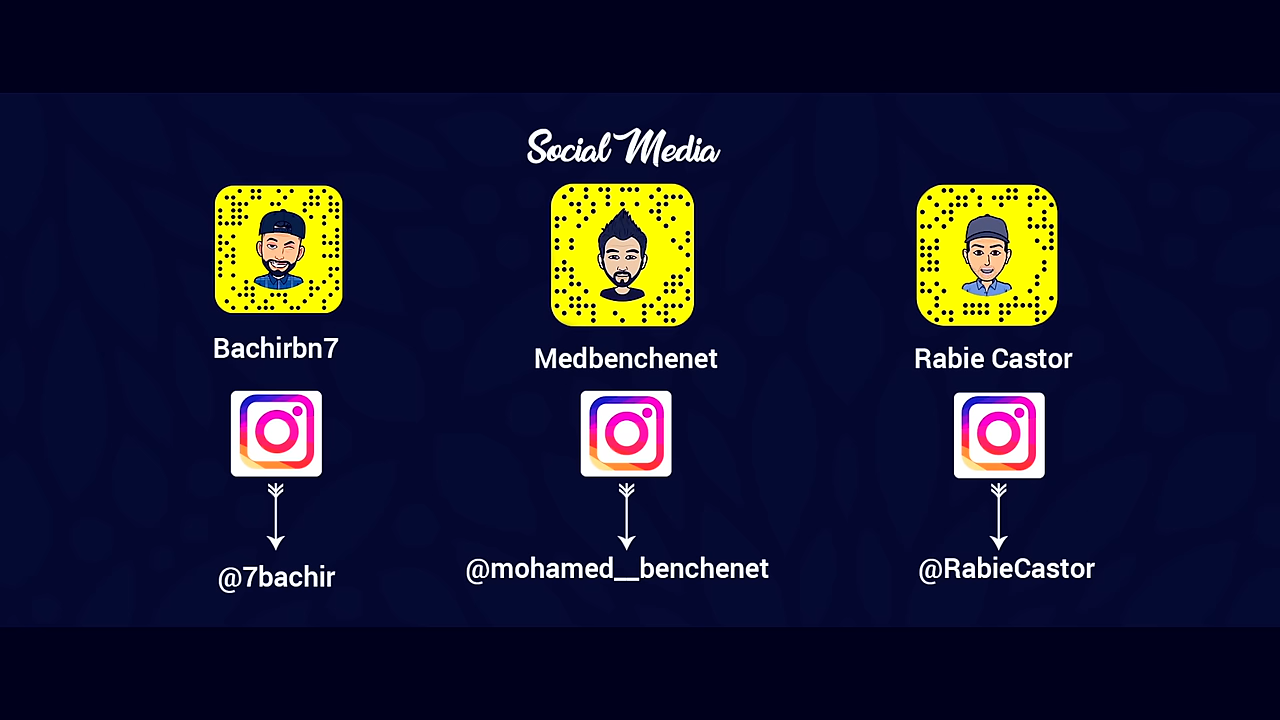 Social Media
Bachirbn7
Medbenchenet
Rabie Castor
@7bachir
@mohamed__benchenet
@RabieCastor